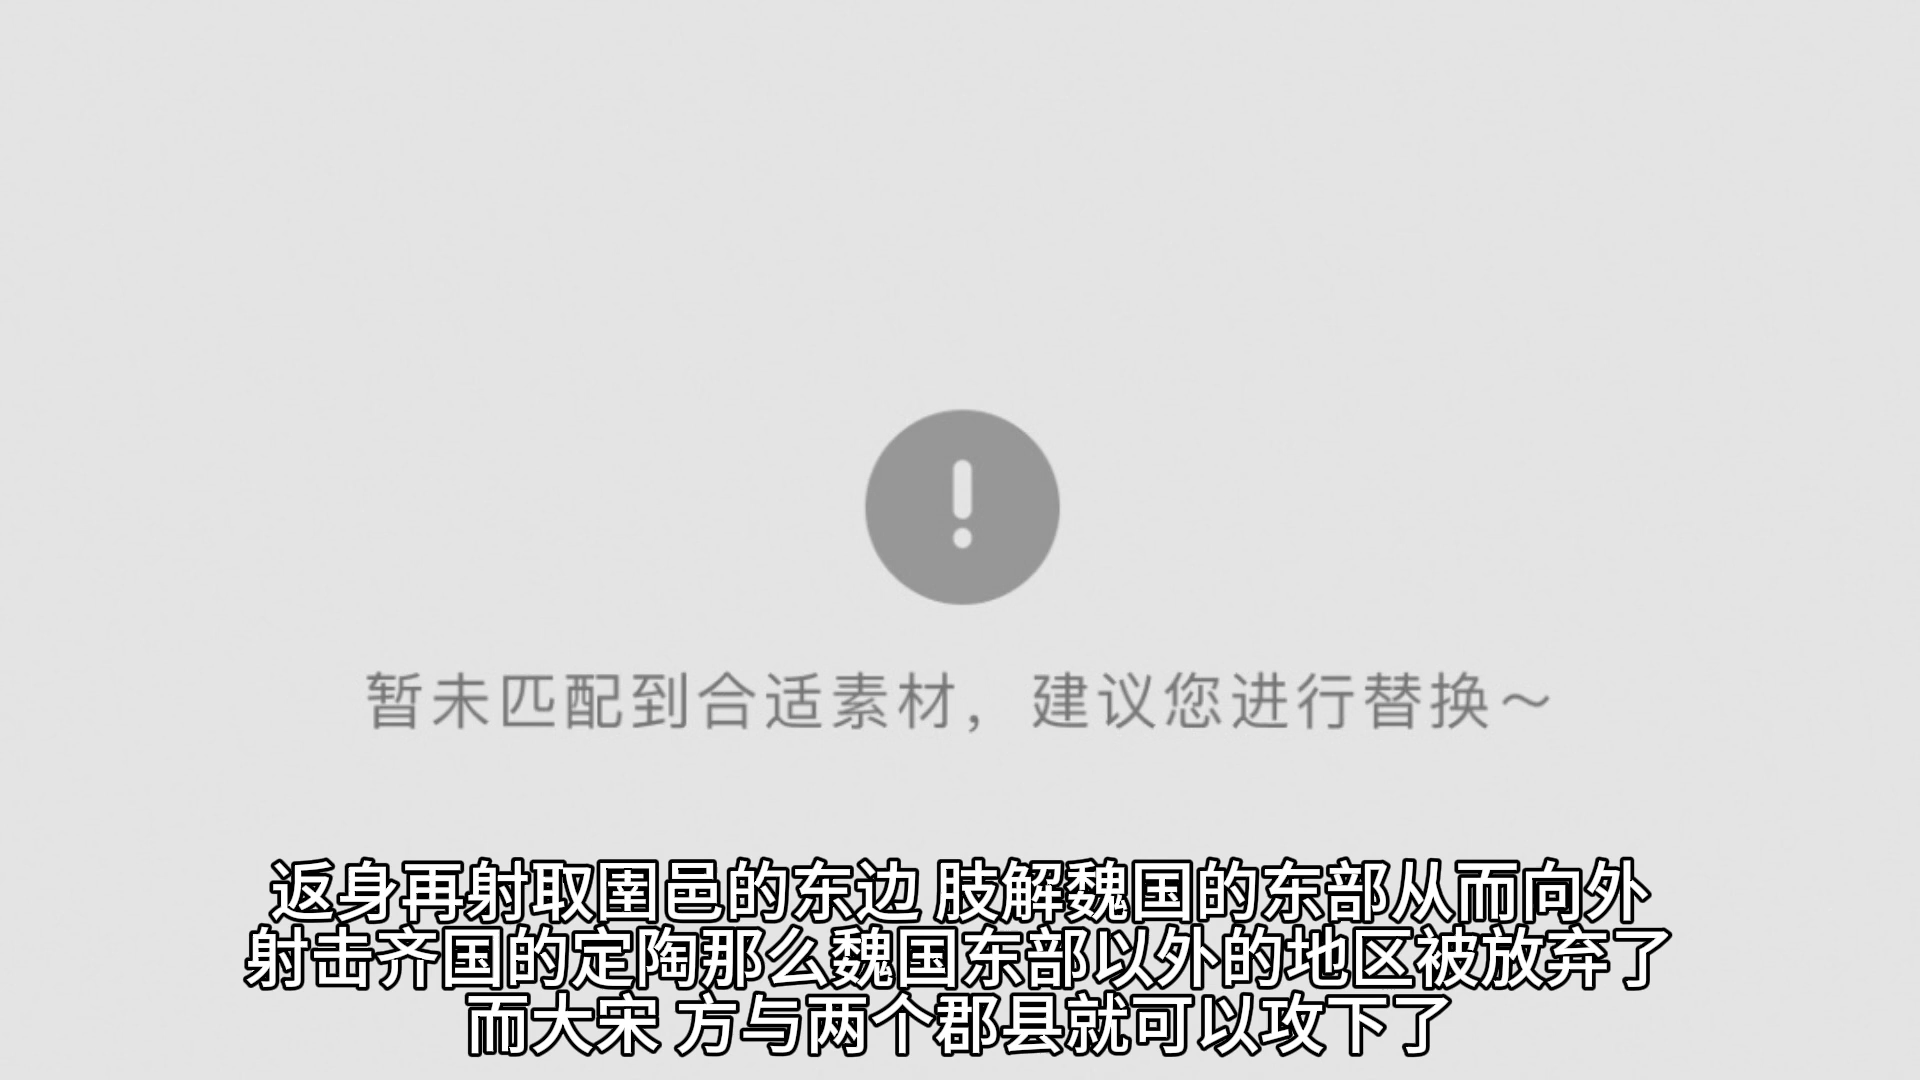 暂未匹配到合适素材，建议您进行替换～
返身再射取圉邑的东边 肢解魏国的东部从而向外
射击齐国的定陶那么魏国东部以外的地区被放弃了
而大宋 方与两个郡县就可以攻下了